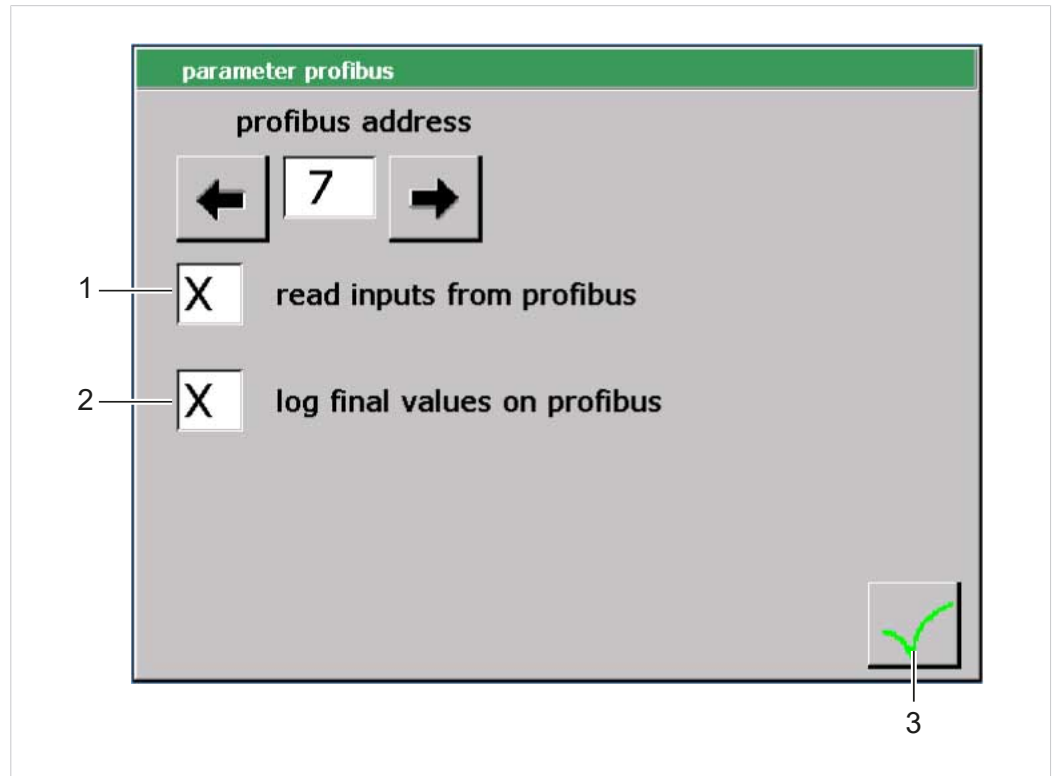 parameter profibus
profibus address
7
1 X read inputs from profibus
2 X log final values on profibus
3